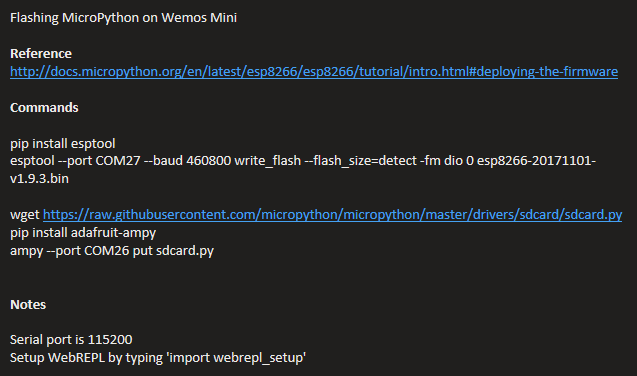 Flashing MicroPython on Wemos Mini
Reference
http://docs.micropython.org/en/latest/esp8266/esp8266/tutorial/intro.html#deploying-the-firmware
Commands
pip install esptool
esptool --port COM27 --baud 460800 write_flash --flash_size=detect -fm dio 0 esp8266-20171101-
v1.9.3.bin
wget https://raw.githubusercontent.com/micropython/micropython/master/drivers/sdcard/sdcard.py
pip install adafruit-ampy
ampy --port COM26 put sdcard.py
Notes
Serial port is 115200
Setup WebREPL by typing 'import webrepl_setup'